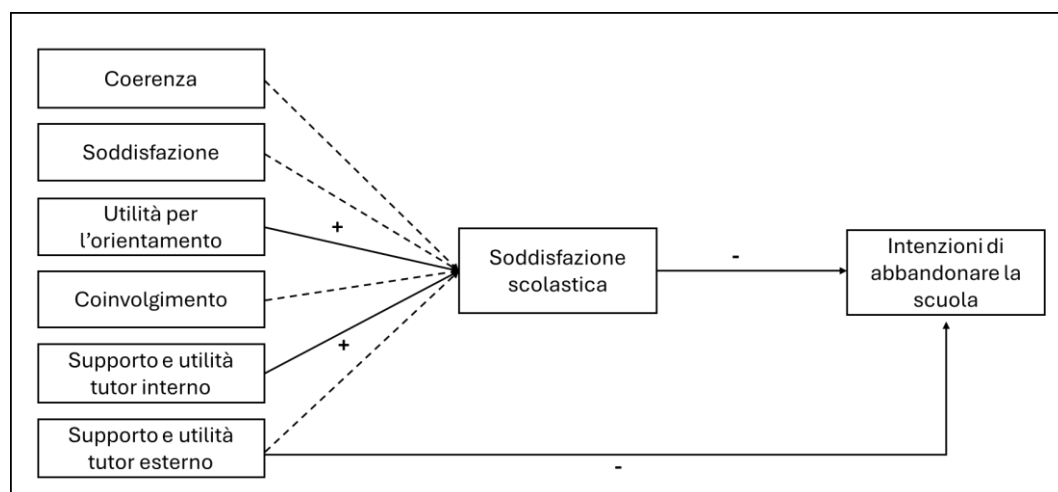 Coerenza
Soddisfazione
Utilità per
l'orientamento
+
Coinvolgimento
Supporto e utilità
tutor interno
+
Supporto e utilità
tutor esterno
Soddisfazione
scolastica
-
Intenzioni di
abbandonare la
scuola
-